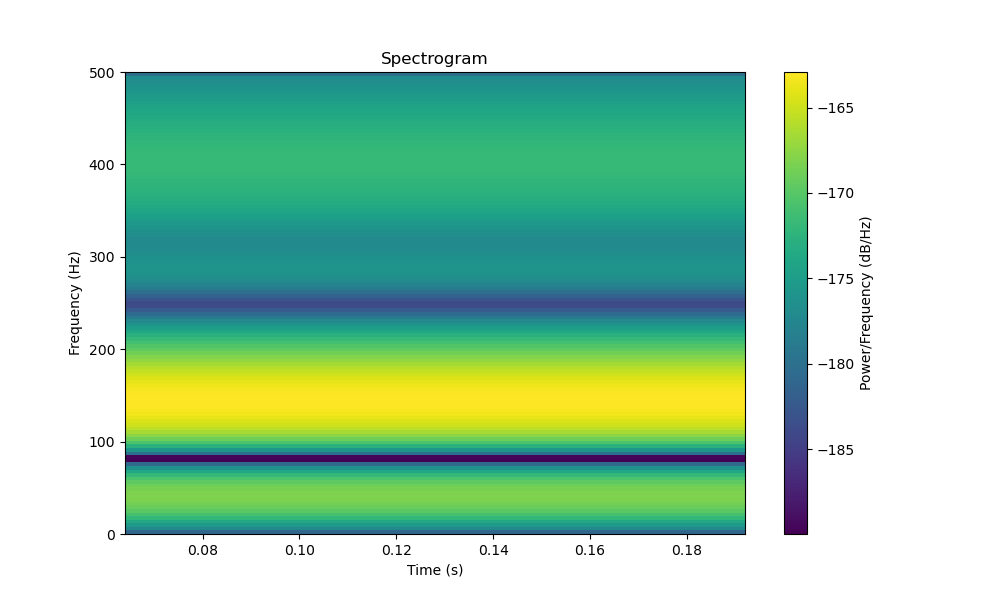 Spectrogram
500
400
300
200
100
0
Frequency (Hz)
0.08 0.10 0.12 0.14 0.16 0.18
Time (s)
−165
−170
−175
−180
−185
Power/Frequency (dB/Hz)